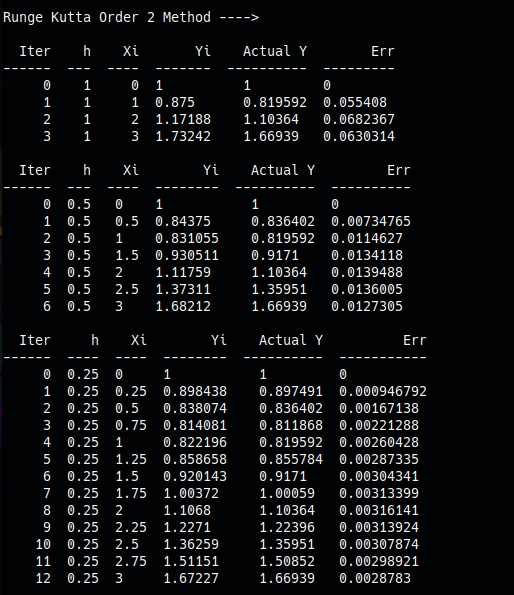 Runge Kutta Order 2 Method ---->
Iter h Xi Yi Actual Y Err
------ --- ---- ------- ---------- ---------
0 1 0 1 1 0
1 1 1 0.875 0.819592 0.055408
2 1 2 1.17188 1.10364 0.0682367
3 1 3 1.73242 1.66939 0.0630314
Iter h Xi Yi Actual Y Err
------ --- ---- -------- ---------- ----------
0 0.5 0 1 1 0
1 0.5 0.5 0.84375 0.836402 0.00734765
2 0.5 1 0.831055 0.819592 0.0114627
3 0.5 1.5 0.930511 0.9171 0.0134118
4 0.5 2 1.11759 1.10364 0.0139488
5 0.5 2.5 1.37311 1.35951 0.0136005
6 0.5 3 1.68212 1.66939 0.0127305
Iter h Xi Yi Actual Y Err
------ ---- ---- -------- ---------- -----------
0 0.25 0 1 1 0
1 0.25 0.25 0.898438 0.897491 0.000946792
2 0.25 0.5 0.838074 0.836402 0.00167138
3 0.25 0.75 0.814081 0.811868 0.00221288
4 0.25 1 0.822196 0.819592 0.00260428
5 0.25 1.25 0.858658 0.855784 0.00287335
6 0.25 1.5 0.920143 0.9171 0.00304341
7 0.25 1.75 1.00372 1.00059 0.00313399
8 0.25 2 1.1068 1.10364 0.00316141
9 0.25 2.25 1.2271 1.22396 0.00313924
10 0.25 2.5 1.36259 1.35951 0.00307874
11 0.25 2.75 1.51151 1.50852 0.00298921
12 0.25 3 1.67227 1.66939 0.0028783